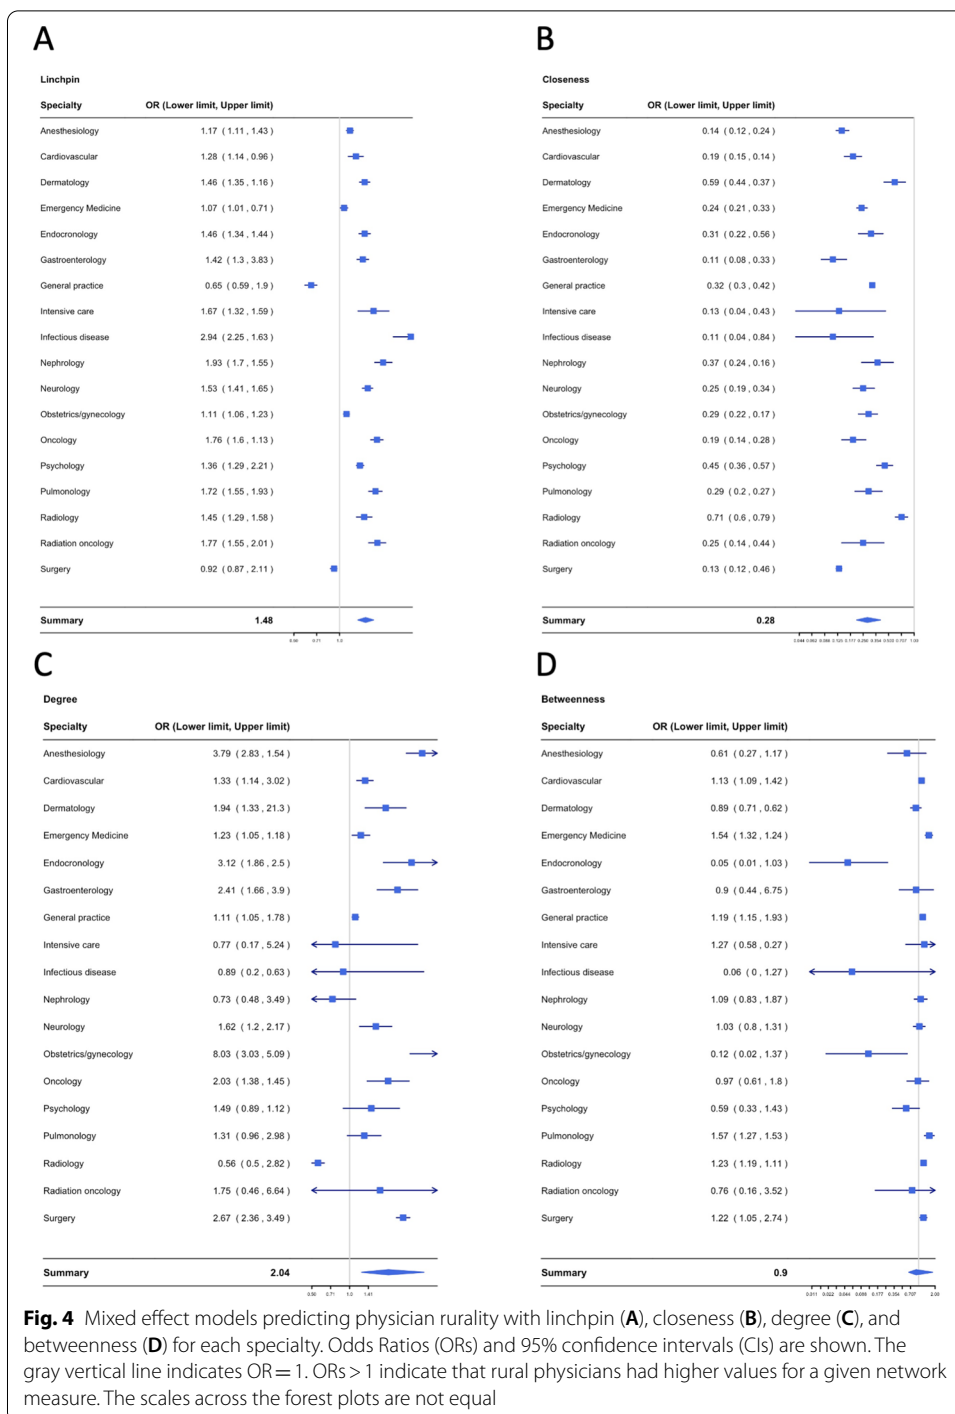 A
Linchpin
Specialty OR (Lower limit, Upper limit)
Anesthesiology 1.17 ( 1.11 , 1.43 )
Cardiovascular 1.28 ( 1.14 , 0.96 )
Dermatology 1.46 ( 1.35 , 1.16 )
Emergency Medicine 1.07 ( 1.01 , 0.71 )
Endocronology 1.46 ( 1.34 , 1.44 )
Gastroenterology 1.42 ( 1.3 , 3.83 )
General practice 0.65 ( 0.59 , 1.9 )
Intensive care 1.67 ( 1.32 , 1.59 )
Infectious disease 2.94 ( 2.25 , 1.63 )
Nephrology 1.93 ( 1.7 , 1.55 )
Neurology 1.53 ( 1.41 , 1.65 )
Obstetrics/gynecology 1.11 ( 1.06 , 1.23 )
Oncology 1.76 ( 1.6 , 1.13 )
Psychology 1.36 ( 1.29 , 2.21 )
Pulmonology 1.72 ( 1.55 , 1.93 )
Radiology 1.45 ( 1.29 , 1.58 )
Radiation oncology 1.77 ( 1.55 , 2.01 )
Surgery 0.92 ( 0.87 , 2.11 )
Summary 1.48
0.71
B
Closeness
Specialty OR (Lower limit, Upper limit)
Anesthesiology 0.14 ( 0.12 , 0.24 )
Cardiovascular 0.19 ( 0.15 , 0.14 )
Dermatology 0.59 ( 0.44 , 0.37 )
Emergency Medicine 0.24 ( 0.21 , 0.33 )
Endocronology 0.31 ( 0.22 , 0.56 )
Gastroenterology 0.11 ( 0.08 , 0.33 )
General practice 0.32 ( 0.3 , 0.42 )
Intensive care 0.13 ( 0.04 , 0.43 )
Infectious disease 0.11 ( 0.04 , 0.84 )
Nephrology 0.37 ( 0.24 , 0.16 )
Neurology 0.25 ( 0.19 , 0.34 )
Obstetrics/gynecology 0.29 ( 0.22 , 0.17 )
Oncology 0.19 ( 0.14 , 0.28 )
Psychology 0.45 ( 0.36 , 0.57 )
Pulmonology 0.29 ( 0.2 , 0.27 )
Radiology 0.71 ( 0.6 , 0.79 )
Radiation oncology 0.25 ( 0.14 , 0.44 )
Surgery 0.13 ( 0.12 , 0.46 )
Summary 0.28
C
Degree
Specialty OR (Lower limit, Upper limit)
Anesthesiology 3.79 ( 2.83 , 1.54 )
Cardiovascular 1.33 ( 1.14 , 3.02 )
Dermatology 1.94 ( 1.33 , 21.3 )
Emergency Medicine 1.23 ( 1.05 , 1.18 )
Endocronology 3.12 ( 1.86 , 2.5 )
Gastroenterology 2.41 ( 1.66 , 3.9 )
General practice 1.11 ( 1.05 , 1.78 )
Intensive care 0.77 ( 0.17 , 5.24 )
Infectious disease 0.89 ( 0.2 , 0.63 )
Nephrology 0.73 ( 0.48 , 3.49 )
Neurology 1.62 ( 1.2 , 2.17 )
Obstetrics/gynecology 8.03 ( 3.03 , 5.09 )
Oncology 2.03 ( 1.38 , 1.45 )
Psychology 1.49 ( 0.89 , 1.12 )
Pulmonology 1.31 ( 0.96 , 2.98 )
Radiology 0.56 ( 0.5 , 2.82 )
Radiation oncology 1.75 ( 0.46 , 6.64 )
Surgery 2.67 ( 2.36 , 3.49 )
Summary 2.04
0.50 0.71 1.0 1.41
D
Betweenness
Specialty OR (Lower limit, Upper limit)
Anesthesiology 0.61 ( 0.27 , 1.17 )
Cardiovascular 1.13 ( 1.09 , 1.42 )
Dermatology 0.89 ( 0.71 , 0.62 )
Emergency Medicine 1.54 ( 1.32 , 1.24 )
Endocronology 0.05 ( 0.01 , 1.03 )
Gastroenterology 0.9 ( 0.44 , 6.75 )
General practice 1.19 ( 1.15 , 1.93 )
Intensive care 1.27 ( 0.58 , 0.27 )
Infectious disease 0.06 ( 0 , 1.27 )
Nephrology 1.09 ( 0.83 , 1.87 )
Neurology 1.03 ( 0.8 , 1.31 )
Obstetrics/gynecology 0.12 ( 0.02 , 1.37 )
Oncology 0.97 ( 0.61 , 1.8 )
Psychology 0.59 ( 0.33 , 1.43 )
Pulmonology 1.57 ( 1.27 , 1.53 )
Radiology 1.23 ( 1.19 , 1.11 )
Radiation oncology 0.76 ( 0.16 , 3.52 )
Surgery 1.22 ( 1.05 , 2.74 )
Summary 0.9
0.011 0.022 0.044 0.088 0.177 0.354 0.707 2.00
Fig. 4 Mixed effect models predicting physician rurality with linchpin (A), closeness (B), degree (C), and
betweenness (D) for each specialty. Odds Ratios (ORs) and 95% confidence intervals (CIs) are shown. The
gray vertical line indicates OR = 1. ORs > 1 indicate that rural physicians had higher values for a given network
measure. The scales across the forest plots are not equal